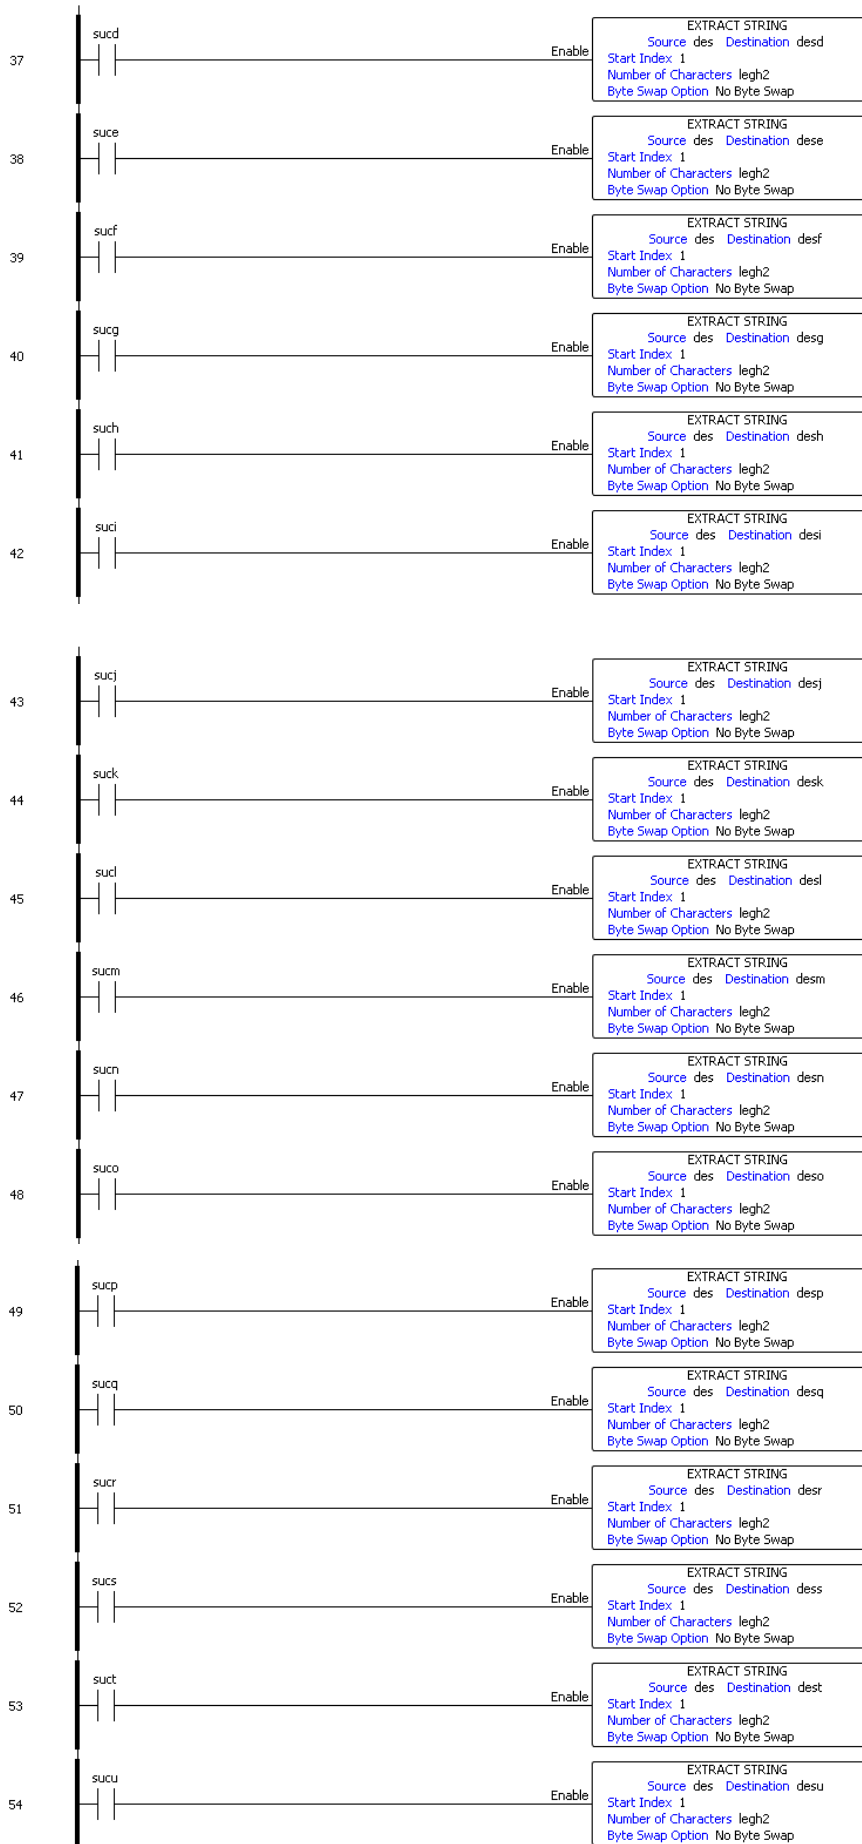 sucd
EXTRACT STRING
37
Enable
Source des Destination desd
Start Index 1
Number of Characters legh2
Byte Swap Option No Byte Swap
suce
EXTRACT STRING
38
Enable
Source des Destination dese
Start Index 1
Number of Characters legh2
Byte Swap Option No Byte Swap
sucf
EXTRACT STRING
39
Enable
Source des Destination desf
Start Index 1
Number of Characters legh2
Byte Swap Option No Byte Swap
sucg
EXTRACT STRING
40
Enable
Source des Destination desg
Start Index 1
Number of Characters legh2
Byte Swap Option No Byte Swap
such
EXTRACT STRING
41
Enable
Source des Destination desh
Start Index 1
Number of Characters legh2
Byte Swap Option No Byte Swap
suci
EXTRACT STRING
42
Enable
Source des Destination desi
Start Index 1
Number of Characters legh2
Byte Swap Option No Byte Swap
sucj
EXTRACT STRING
43
Enable
Source des Destination desj
Start Index 1
Number of Characters legh2
Byte Swap Option No Byte Swap
suck
EXTRACT STRING
44
Enable
Source des Destination desk
Start Index 1
Number of Characters legh2
Byte Swap Option No Byte Swap
sucl
EXTRACT STRING
45
Enable
Source des Destination desl
Start Index 1
Number of Characters legh2
Byte Swap Option No Byte Swap
sucm
EXTRACT STRING
46
Enable
Source des Destination desm
Start Index 1
Number of Characters legh2
Byte Swap Option No Byte Swap
sucn
EXTRACT STRING
47
Enable
Source des Destination desn
Start Index 1
Number of Characters legh2
Byte Swap Option No Byte Swap
suco
EXTRACT STRING
48
Enable
Source des Destination deso
Start Index 1
Number of Characters legh2
Byte Swap Option No Byte Swap
sucp
EXTRACT STRING
49
Enable
Source des Destination desp
Start Index 1
Number of Characters legh2
Byte Swap Option No Byte Swap
sucq
EXTRACT STRING
50
Enable
Source des Destination desq
Start Index 1
Number of Characters legh2
Byte Swap Option No Byte Swap
sucr
EXTRACT STRING
51
Enable
Source des Destination desr
Start Index 1
Number of Characters legh2
Byte Swap Option No Byte Swap
sucs
EXTRACT STRING
52
Enable
Source des Destination dess
Start Index 1
Number of Characters legh2
Byte Swap Option No Byte Swap
suct
EXTRACT STRING
53
Enable
Source des Destination dest
Start Index 1
Number of Characters legh2
Byte Swap Option No Byte Swap
sucu
EXTRACT STRING
54
Enable
Source des Destination desu
Start Index 1
Number of Characters legh2
Byte Swap Option No Byte Swap